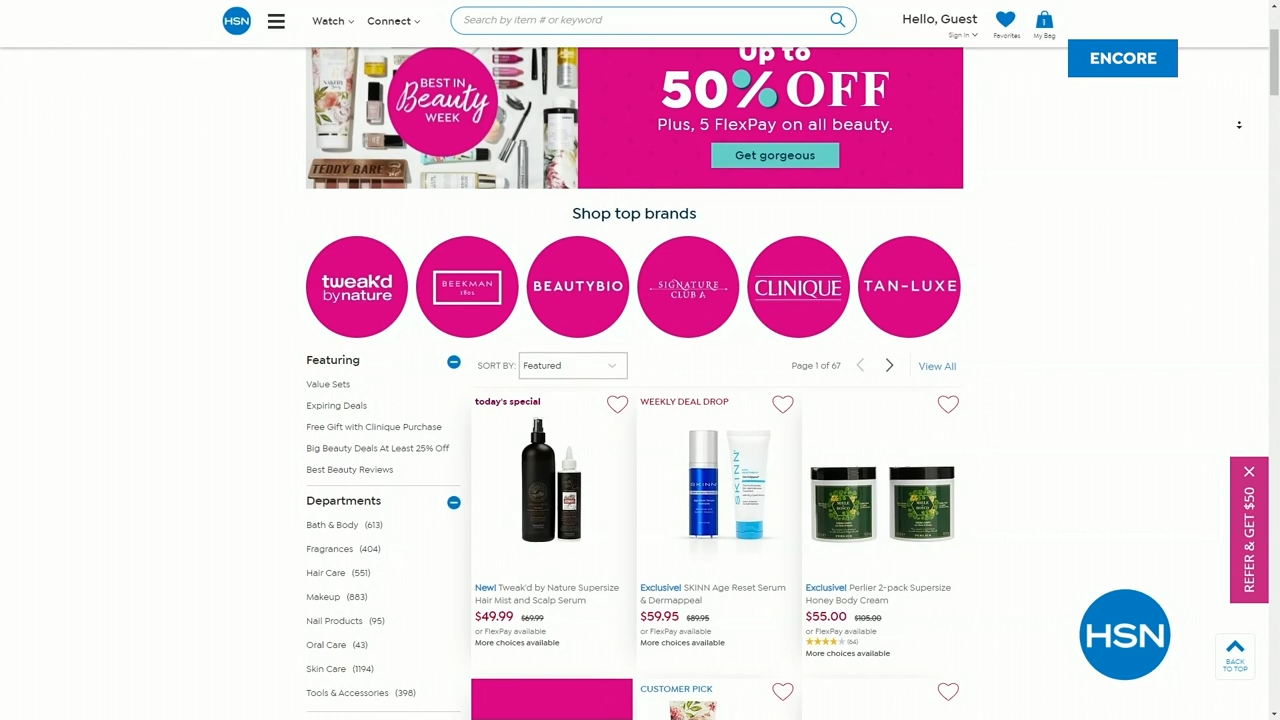 HSN
Watch
Connect
Search by item # or keyword
Hello, Guest
Sign In
Favorites
1
My Bag
ENCORE
BEST IN
Beauty
WEEK
TEDDY BARE
Up to
50% OFF
Plus, 5 FlexPay on all beauty.
Get gorgeous
Shop top brands
tweak'd
by nature
BEEKMAN
1802
BEAUTYBIO
SIGNATURE
CLUB A
CLINIQUE
TAN-LUXE
Featuring
Value Sets
Expiring Deals
Free Gift with Clinique Purchase
Big Beauty Deals At Least 25% Off
Best Beauty Reviews
Departments
Bath & Body (613)
Fragrances (404)
Hair Care (551)
Makeup (883)
Nail Products (95)
Oral Care (43)
Skin Care (1194)
Tools & Accessories (398)
SORT BY: Featured
Page 1 of 67
View All
today's special
New! Tweak'd by Nature Supersize
Hair Mist and Scalp Serum
$49.99 $69.99
or FlexPay available
More choices available
WEEKLY DEAL DROP
SKINN
SKINN
Exclusive! SKINN Age Reset Serum
& Dermappeal
$59.95 $89.95
or FlexPay available
More choices available
Exclusive! Perlier 2-pack Supersize
Honey Body Cream
$55.00 $105.00
or FlexPay available
(64)
More choices available
CUSTOMER PICK
REFER & GET $50
HSN
BACK
TO TOP